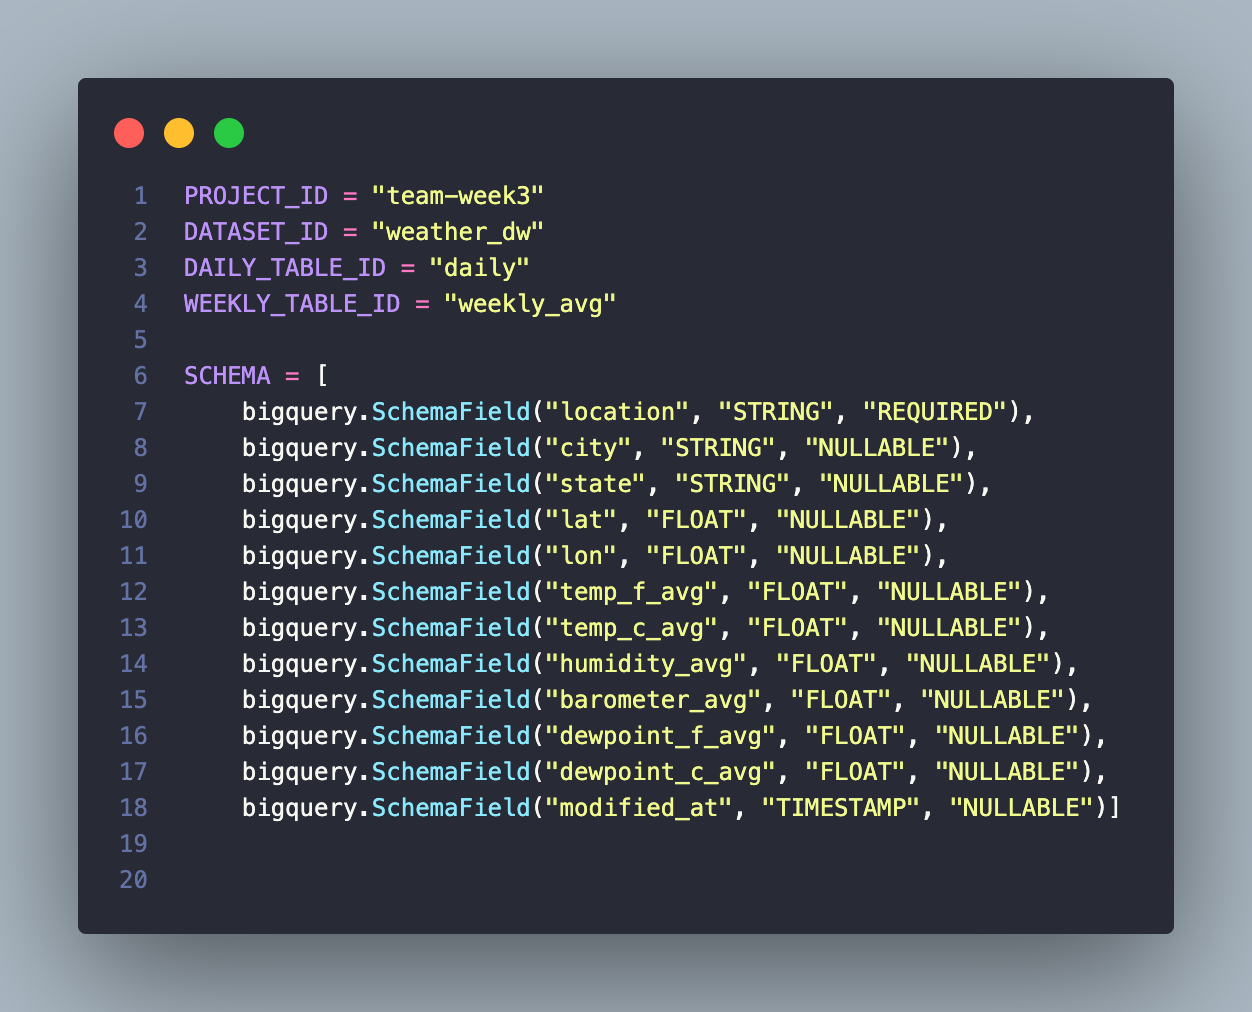 1 PROJECT_ID = "team-week3"
2 DATASET_ID = "weather_dw"
3 DAILY_TABLE_ID = "daily"
4 WEEKLY_TABLE_ID = "weekly_avg"
5
6 SCHEMA = [
7     bigquery.SchemaField("location", "STRING", "REQUIRED"),
8     bigquery.SchemaField("city", "STRING", "NULLABLE"),
9     bigquery.SchemaField("state", "STRING", "NULLABLE"),
10     bigquery.SchemaField("lat", "FLOAT", "NULLABLE"),
11     bigquery.SchemaField("lon", "FLOAT", "NULLABLE"),
12     bigquery.SchemaField("temp_f_avg", "FLOAT", "NULLABLE"),
13     bigquery.SchemaField("temp_c_avg", "FLOAT", "NULLABLE"),
14     bigquery.SchemaField("humidity_avg", "FLOAT", "NULLABLE"),
15     bigquery.SchemaField("barometer_avg", "FLOAT", "NULLABLE"),
16     bigquery.SchemaField("dewpoint_f_avg", "FLOAT", "NULLABLE"),
17     bigquery.SchemaField("dewpoint_c_avg", "FLOAT", "NULLABLE"),
18     bigquery.SchemaField("modified_at", "TIMESTAMP", "NULLABLE")]
19
20